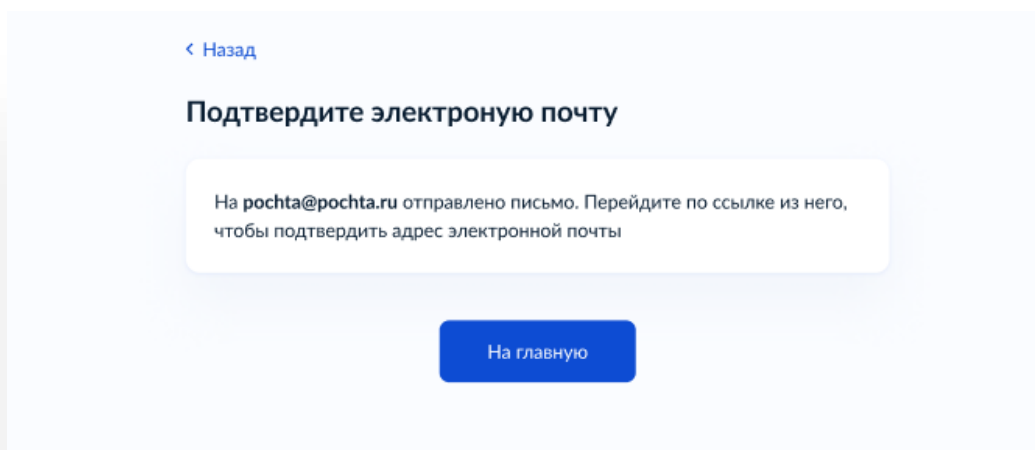 Назад
Подтвердите электроную почту
На pochta@pochta.ru отправлено письмо. Перейдите по ссылке из него,
чтобы подтвердить адрес электронной почты
На главную